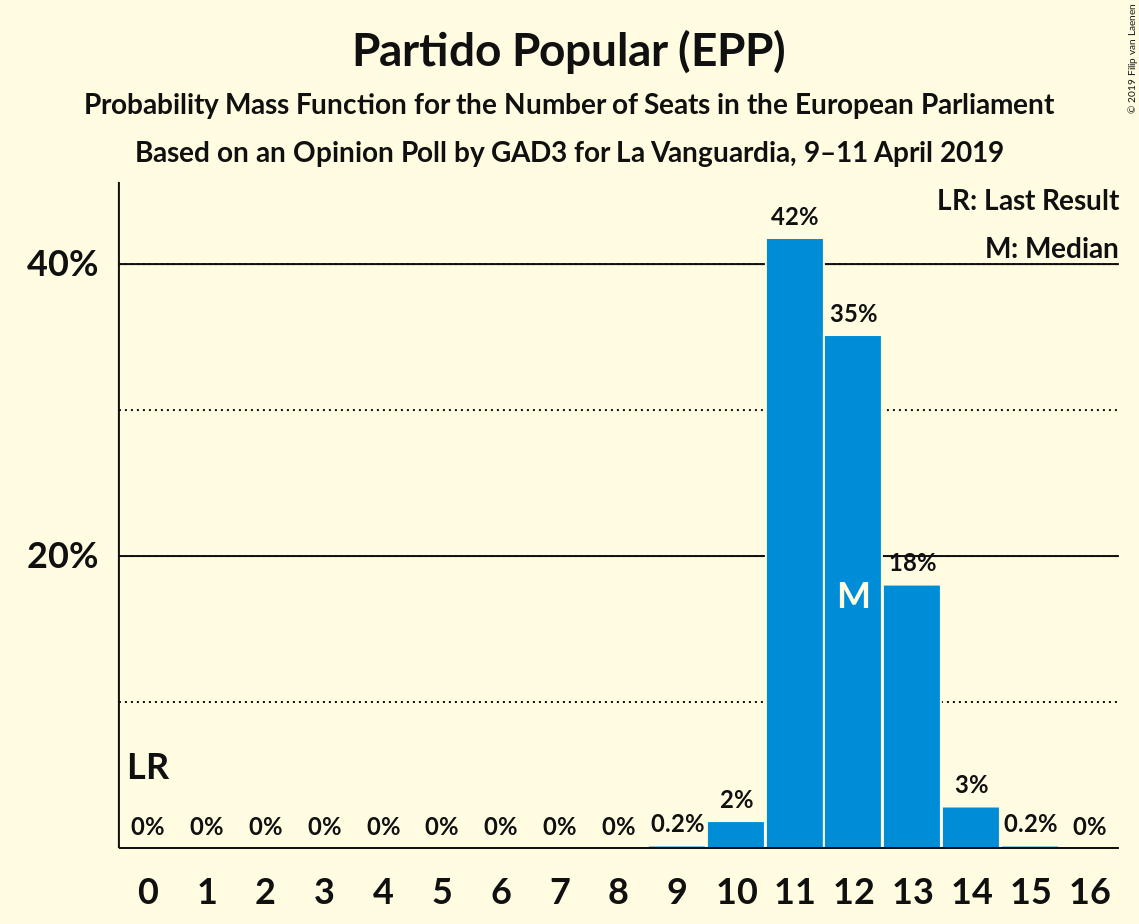 Partido Popular (EPP)
Probability Mass Function for the Number of Seats in the European Parliament
Based on an Opinion Poll by GAD3 for La Vanguardia, 9–11 April 2019
© 2019 Filip van Laenen
LR: Last Result
M: Median
40%
20%
42%
35%
18%
M
LR
0% 0% 0% 0% 0% 0% 0% 0% 0% 0.2% 2% 3% 0.2% 0%
0 1 2 3 4 5 6 7 8 9 10 11 12 13 14 15 16